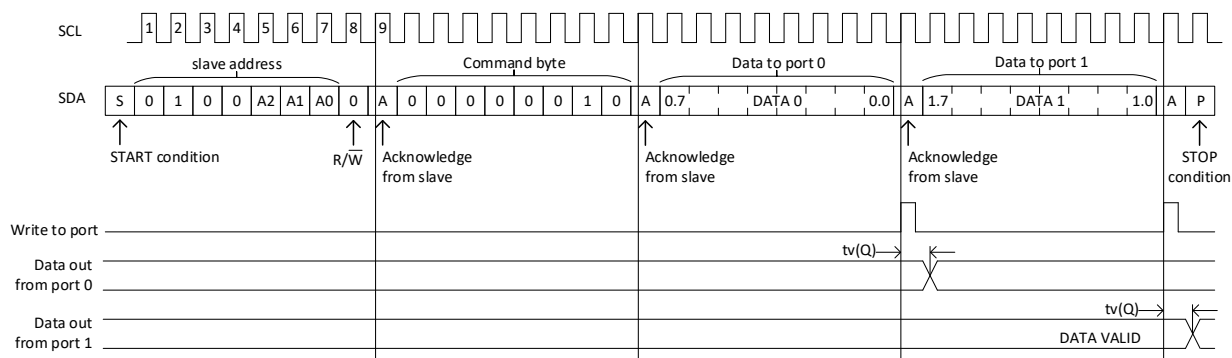 SCL 1 2 3 4 5 6 7 8 9
slave address Command byte Data to port 0 Data to port 1
SDA S 0 1 0 0 A2 A1 A0 0 A 0 0 0 0 0 0 1 0 A 0.7 DATA 0 0.0 A 1.7 DATA 1 1.0 A P
START condition R/W̅ Acknowledge from slave Acknowledge from slave Acknowledge from slave STOP condition
Write to port
tv(Q)
Data out
from port 0
tv(Q)
Data out
from port 1 DATA VALID